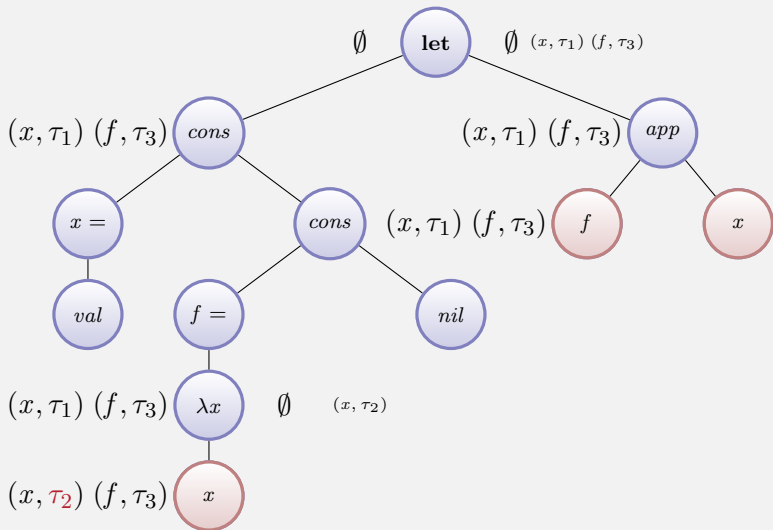 ∅ let ∅ (x, τ₁) (f, τ₃)
(x, τ₁) (f, τ₃) cons (x, τ₁) (f, τ₃) app
x = cons (x, τ₁) (f, τ₃) f x
val f = nil
(x, τ₁) (f, τ₃) λx ∅ (x, τ₂)
(x, τ₂) (f, τ₃) x